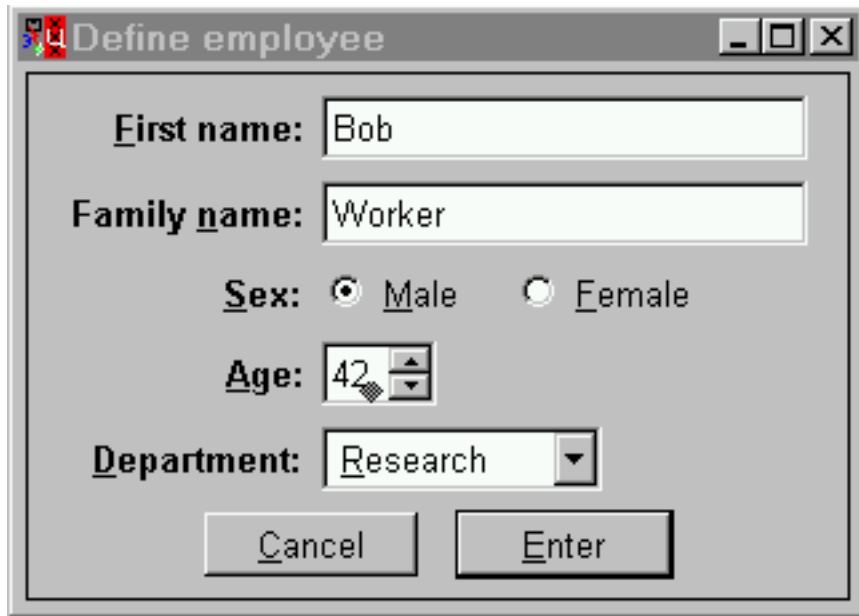 Define employee
First name: Bob
Family name: Worker
Sex: Male Female
Age: 42
Department: Research
Cancel Enter